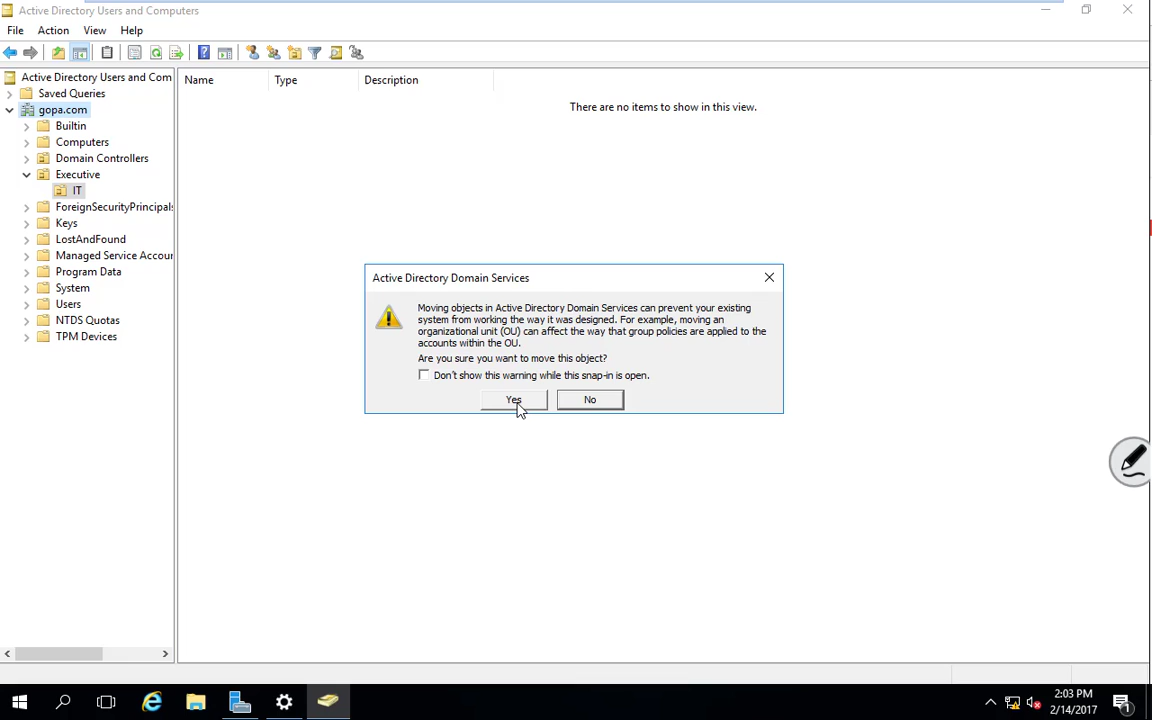 Active Directory Users and Computers
File Action View Help
Active Directory Users and Com
Name Type Description
Saved Queries
There are no items to show in this view.
gopa.com
Builtin
Computers
Domain Controllers
Executive
IT
ForeignSecurityPrincipals
Keys
LostAndFound
Managed Service Accour
Program Data
System
Users
NTDS Quotas
TPM Devices
Active Directory Domain Services
Moving objects in Active Directory Domain Services can prevent your existing
system from working the way it was designed. For example, moving an
organizational unit (OU) can affect the way that group policies are applied to the
accounts within the OU.
Are you sure you want to move this object?
Don't show this warning while this snap-in is open.
Yes No
2:03 PM
2/14/2017
1